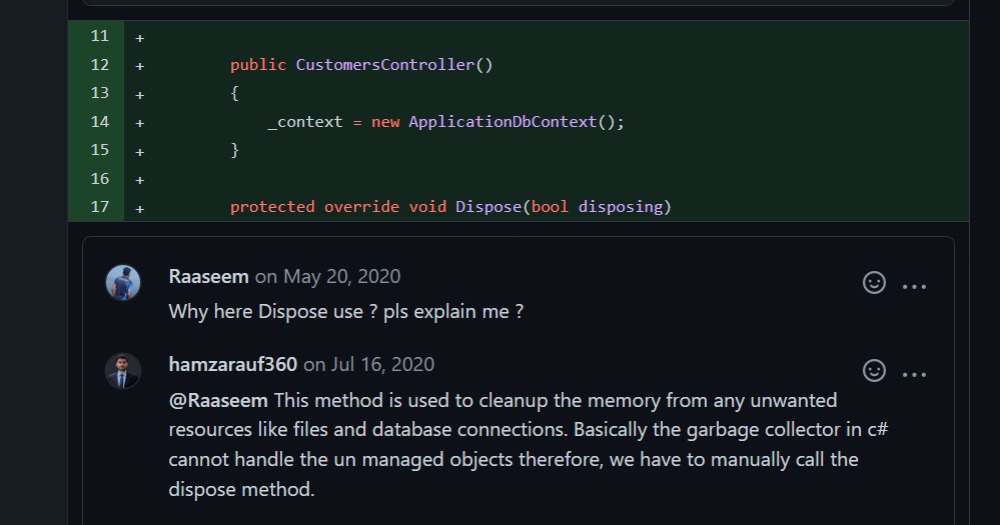 11 +
12 + public CustomersController()
13 + {
14 + _context = new ApplicationDbContext();
15 + }
16 +
17 + protected override void Dispose(bool disposing)
Raaseem on May 20, 2020
Why here Dispose use ? pls explain me ?
hamzarauf360 on Jul 16, 2020
@Raaseem This method is used to cleanup the memory from any unwanted
resources like files and database connections. Basically the garbage collector in c#
cannot handle the un managed objects therefore, we have to manually call the
dispose method.